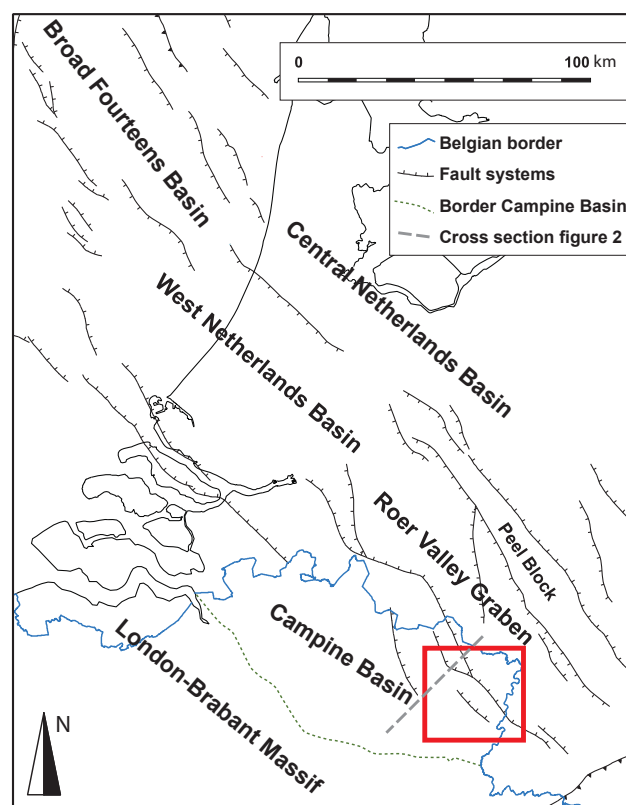 Broad Fourteens Basin
0 100 km
Belgian border
Fault systems
Border Campine Basin
Cross section figure 2
Central Netherlands Basin
West Netherlands Basin
Roer Valley Graben
Peel Block
Campine Basin
London-Brabant Massif
N